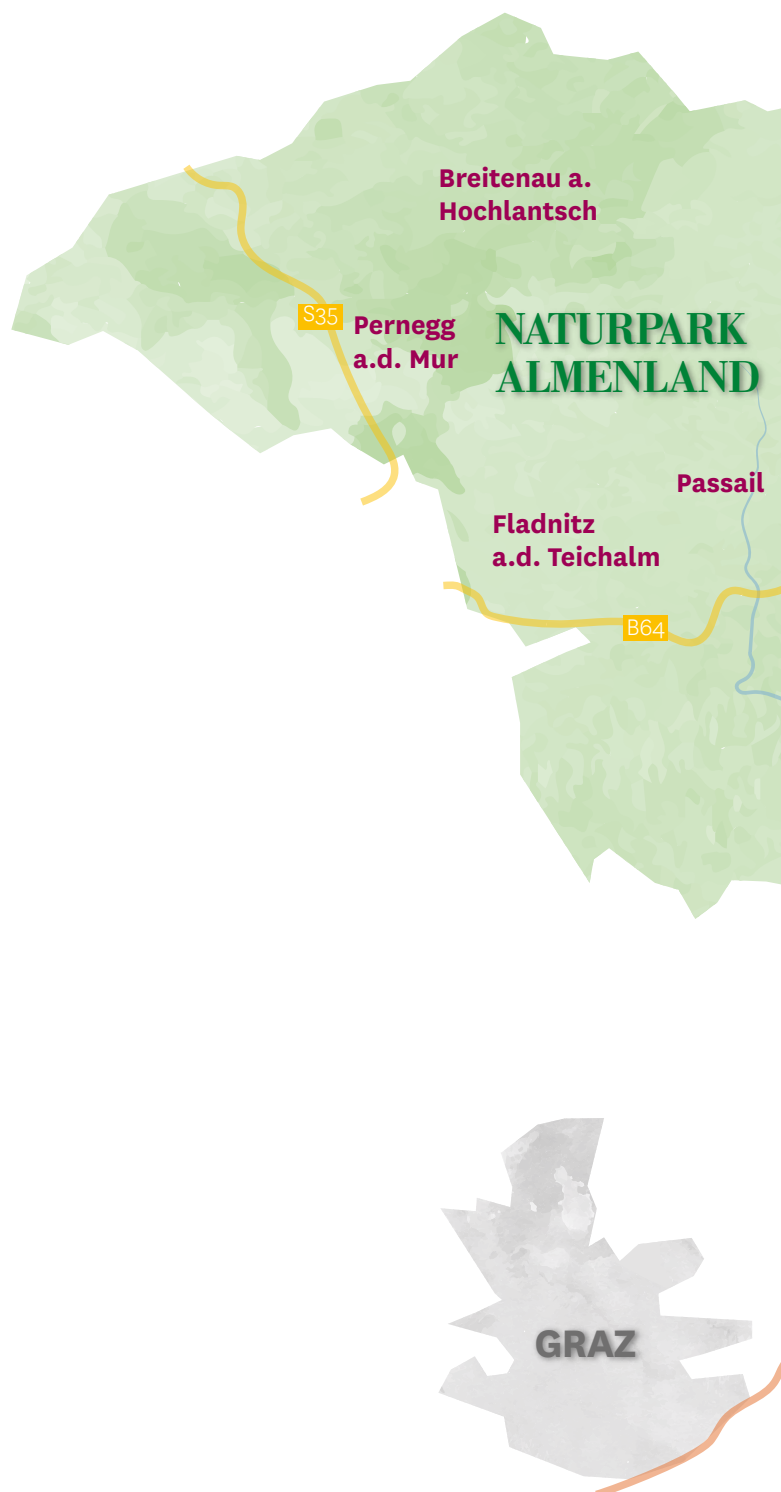 Breitenau a.
Hochlantsch
S35
Pernegg
a.d. Mur
NATURPARK
ALMENLAND
Passail
Fladnitz
a.d. Teichalm
B64
GRAZ